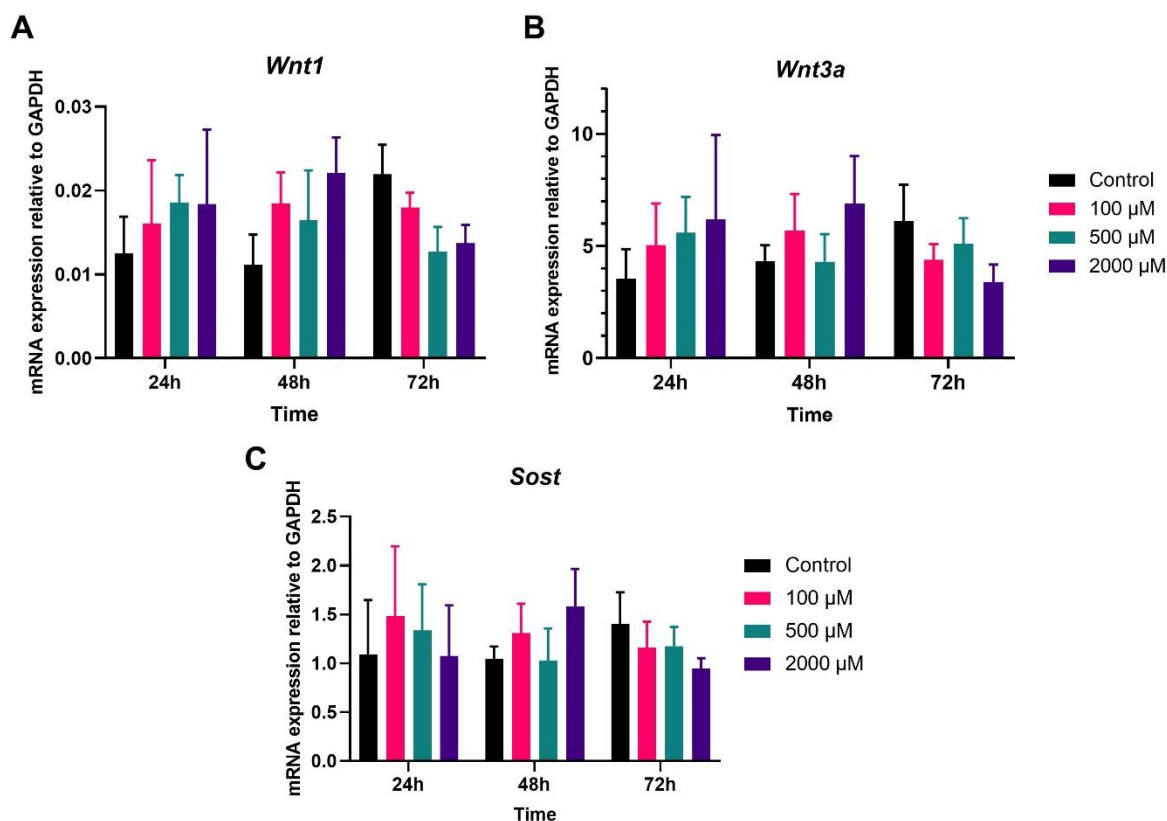 A
Wnt1
mRNA expression relative to GAPDH
0.03
0.02
0.01
0.00
24h
48h
72h
Time
B
Wnt3a
mRNA expression relative to GAPDH
10
5
0
24h
48h
72h
Time
Control
100 µM
500 µM
2000 µM
C
Sost
mRNA expression relative to GAPDH
2.5
2.0
1.5
1.0
0.5
0.0
24h
48h
72h
Time
Control
100 µM
500 µM
2000 µM